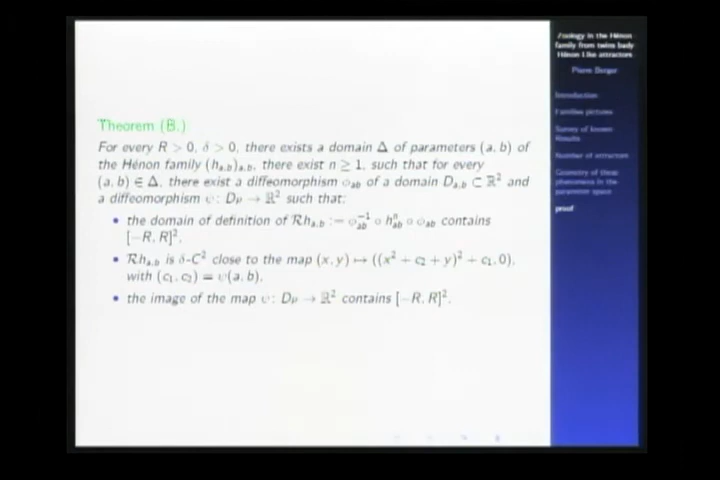 Theorem (B.)
For every R > 0, δ > 0, there exists a domain Δ of parameters (a, b) of
the Hénon family (h_{a,b})_{a,b}, there exist n ≥ 1, such that for every
(a, b) ∈ Δ, there exist a diffeomorphism φ_{ab} of a domain D_{a,b} ⊂ ℝ² and
a diffeomorphism ψ: D_P → ℝ² such that:
• the domain of definition of ℛh_{a,b} := φ_{ab}^{-1} ∘ h_{ab}^n ∘ φ_{ab} contains
[−R, R]²,
• ℛh_{a,b} is δ-C² close to the map (x, y) ↦ ((x² + c₂ + y)² + c₁, 0),
with (c₁, c₂) = ψ(a, b),
• the image of the map ψ: D_P → ℝ² contains [−R, R]².
Zoology in the Hénon
family from twins body
Hénon Like attractors
Pierre Berger
Introduction
Families pictures
Survey of known
Results
Number of attractors
Geometry of these
phenomena in the
parameter space
proof